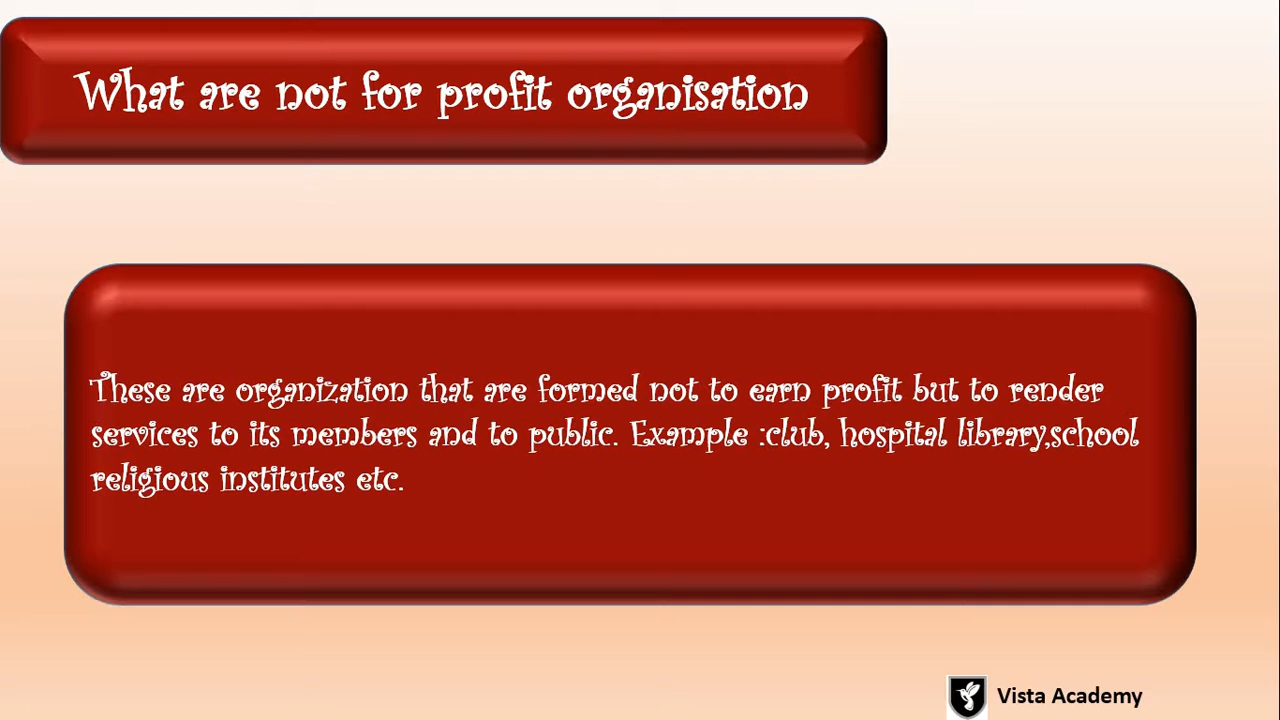 What are not for profit organisation
These are organization that are formed not to earn profit but to render
services to its members and to public. Example :club, hospital library,school
religious institutes etc.
Vista Academy